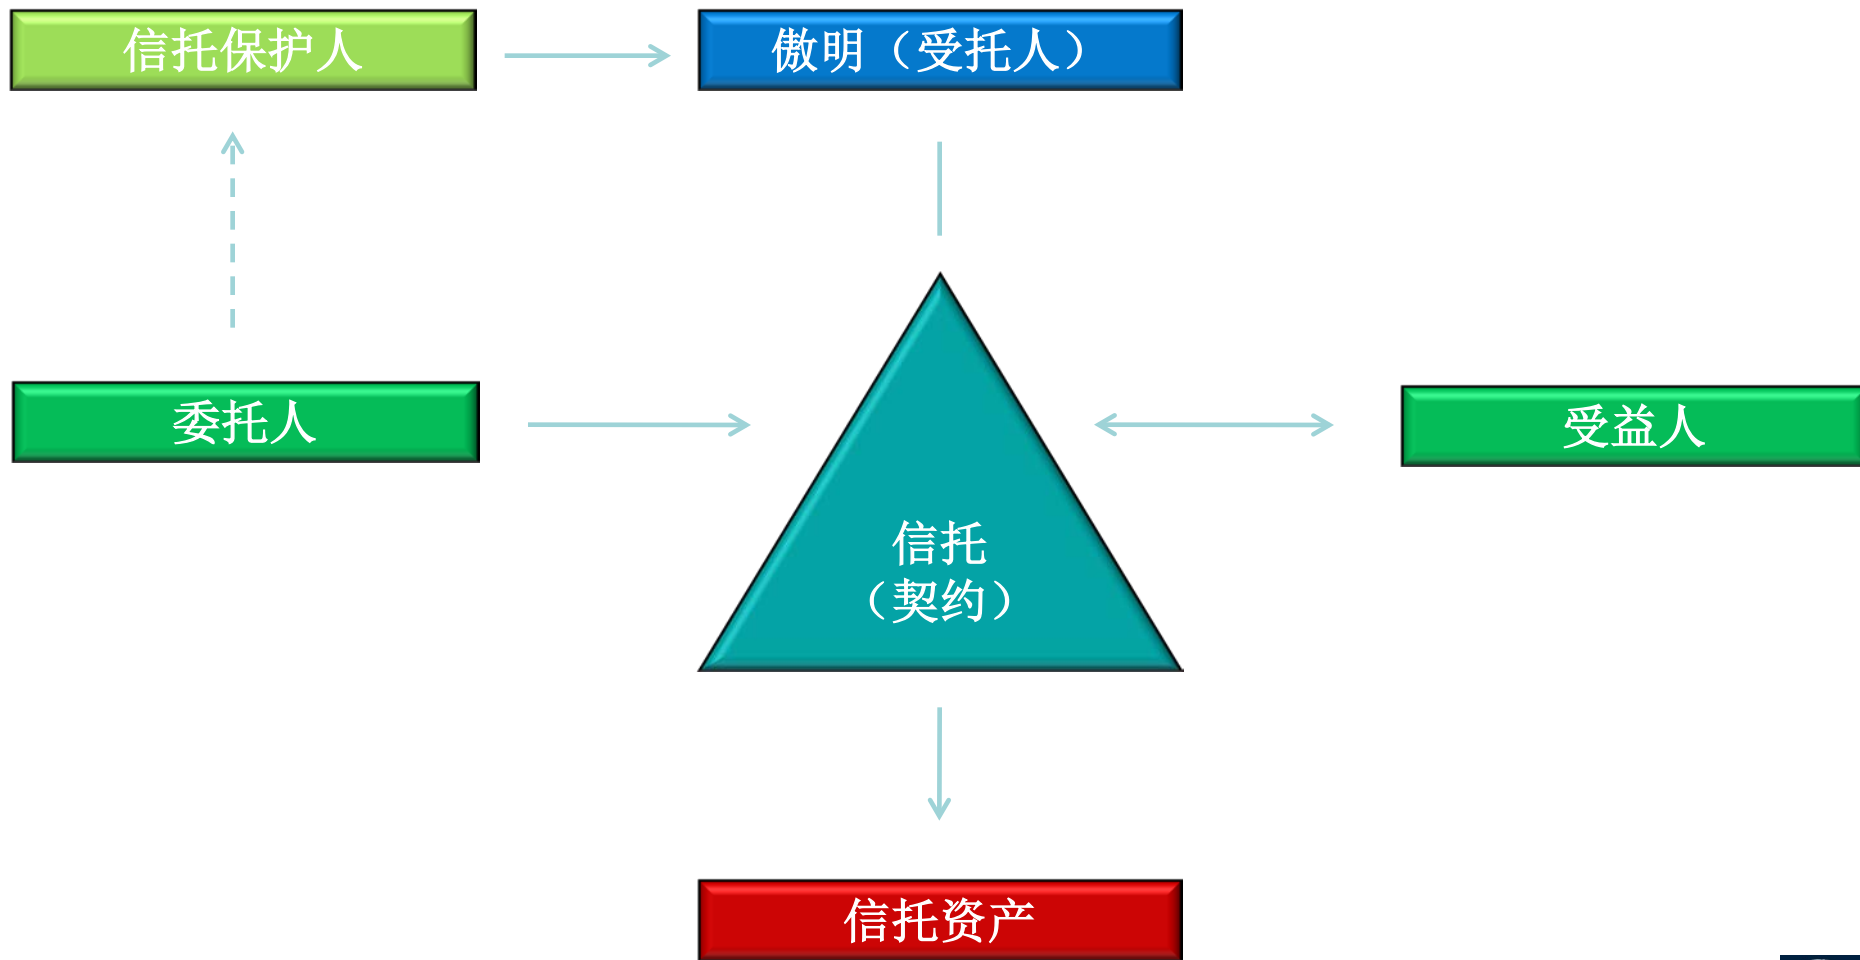 信托保护人
傲明（受托人）
委托人
受益人
信托
（契约）
信托资产